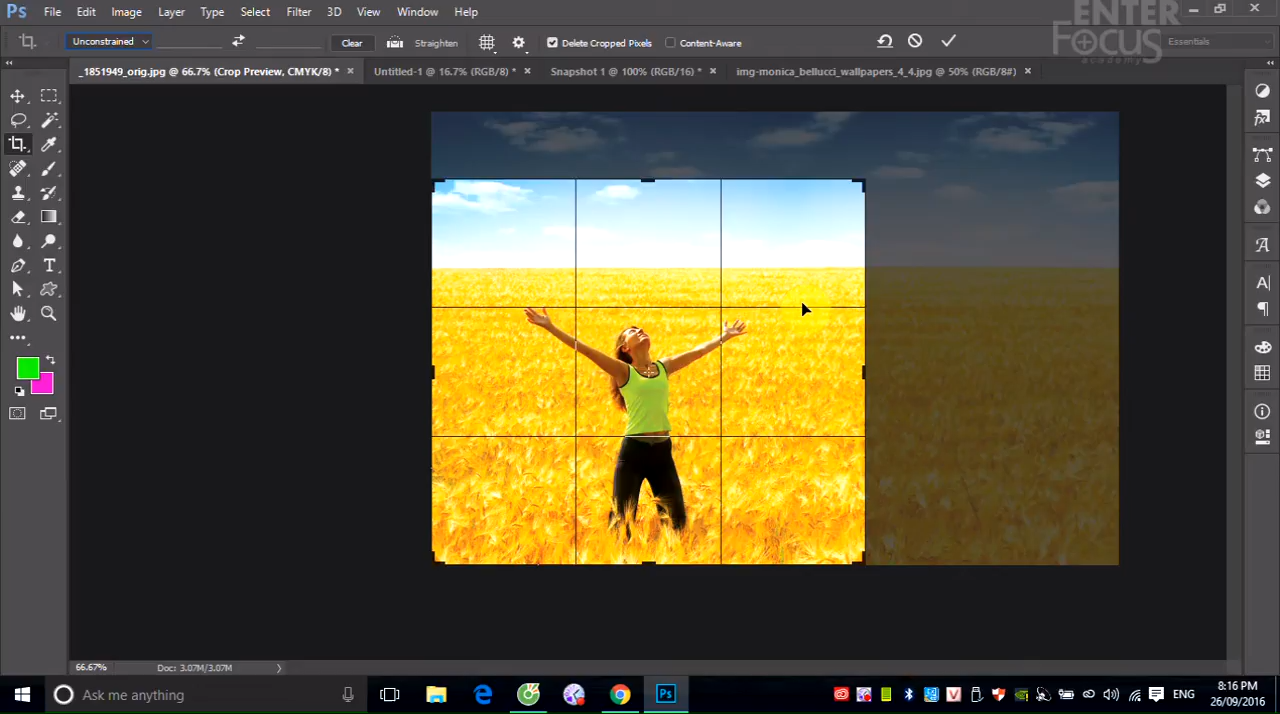 ENTER
FOCUS
academy
Ps File Edit Image Layer Type Select Filter 3D View Window Help
Unconstrained Clear Straighten Delete Cropped Pixels Content-Aware Essentials
_1851949_orig.jpg @ 66.7% (Crop Preview, CMYK/8) * × Untitled-1 @ 16.7% (RGB/8) * × Snapshot 1 @ 100% (RGB/16) * × img-monica_bellucci_wallpapers_4_4.jpg @ 50% (RGB/8#) ×
66.67% Doc: 3.07M/3.07M
Ask me anything
Ps
ENG
8:16 PM
26/09/2016